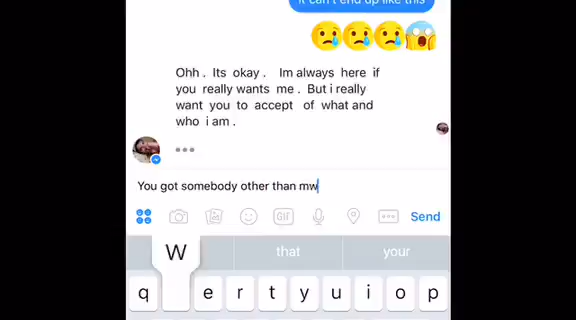 it can't end up like this
Ohh . Its okay . Im always here if
you really wants me . But i really
want you to accept of what and
who i am .
You got somebody other than mw
GIF
Send
W
that
your
q e r t y u i o p